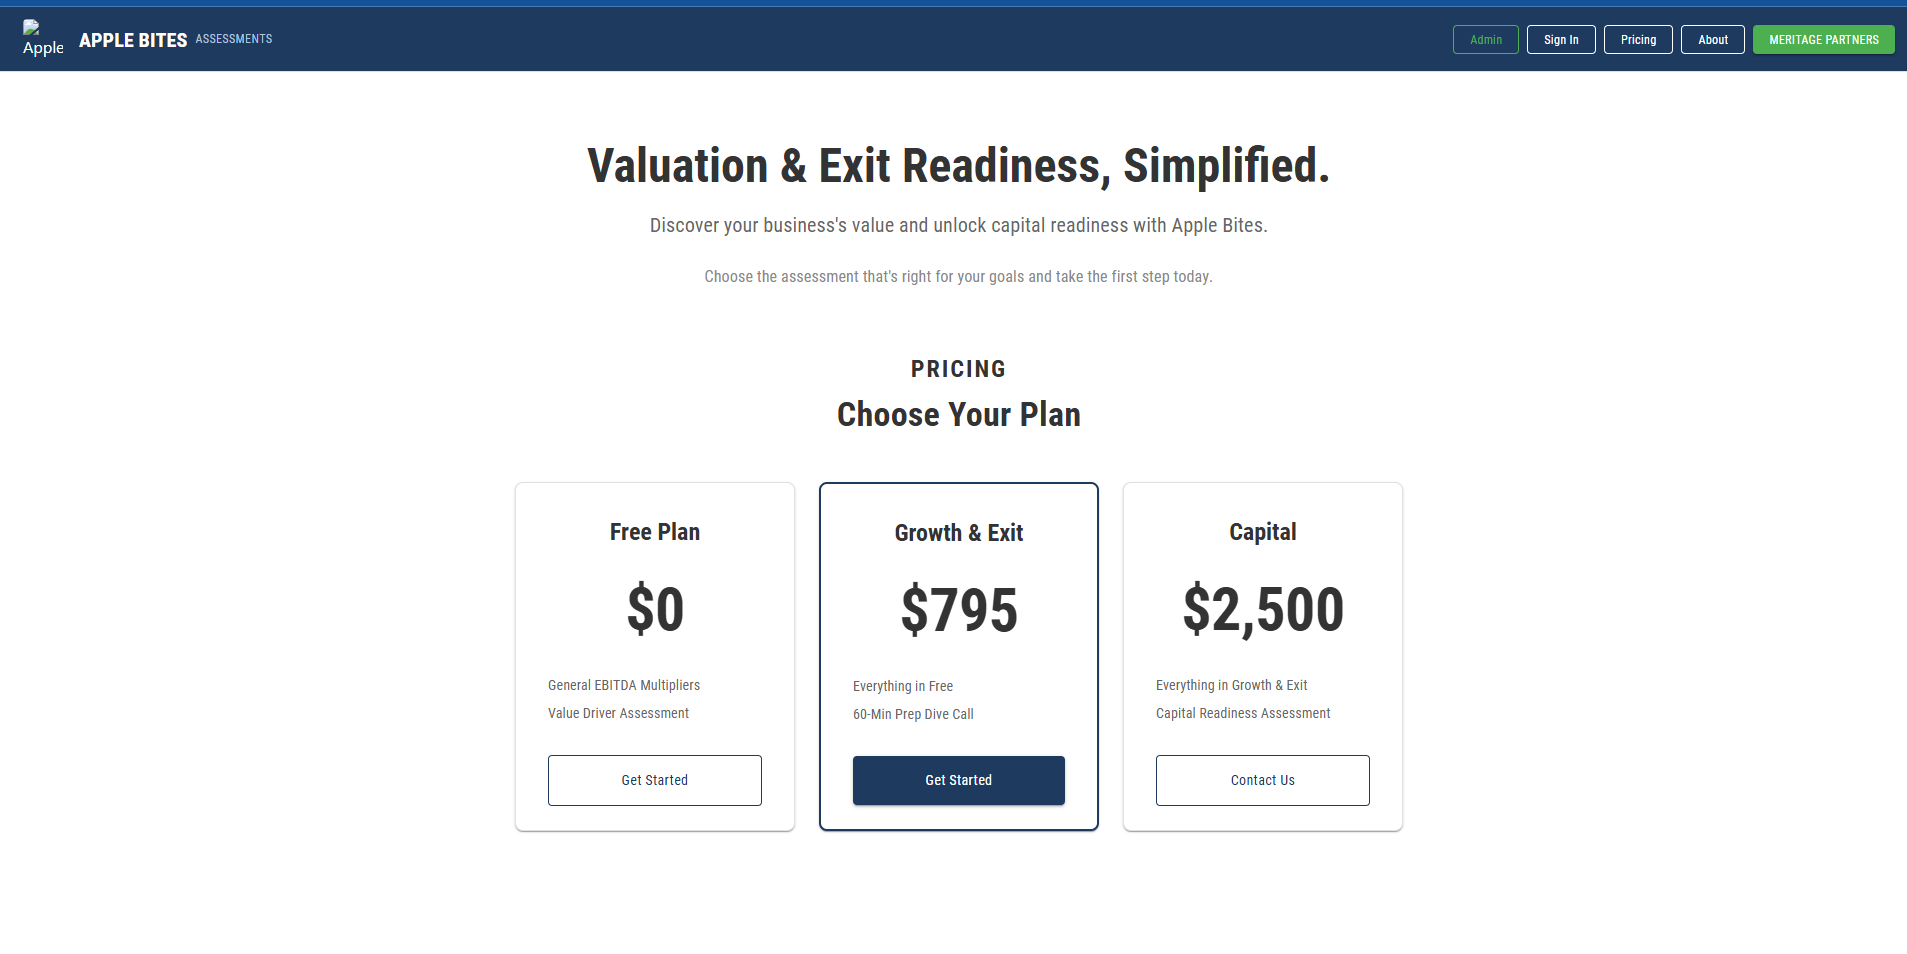 Apple
APPLE BITES ASSESSMENTS
Admin
Sign In
Pricing
About
MERITAGE PARTNERS
Valuation & Exit Readiness, Simplified.
Discover your business's value and unlock capital readiness with Apple Bites.
Choose the assessment that's right for your goals and take the first step today.
PRICING
Choose Your Plan
Free Plan
$0
General EBITDA Multipliers
Value Driver Assessment
Get Started
Growth & Exit
$795
Everything in Free
60-Min Prep Dive Call
Get Started
Capital
$2,500
Everything in Growth & Exit
Capital Readiness Assessment
Contact Us